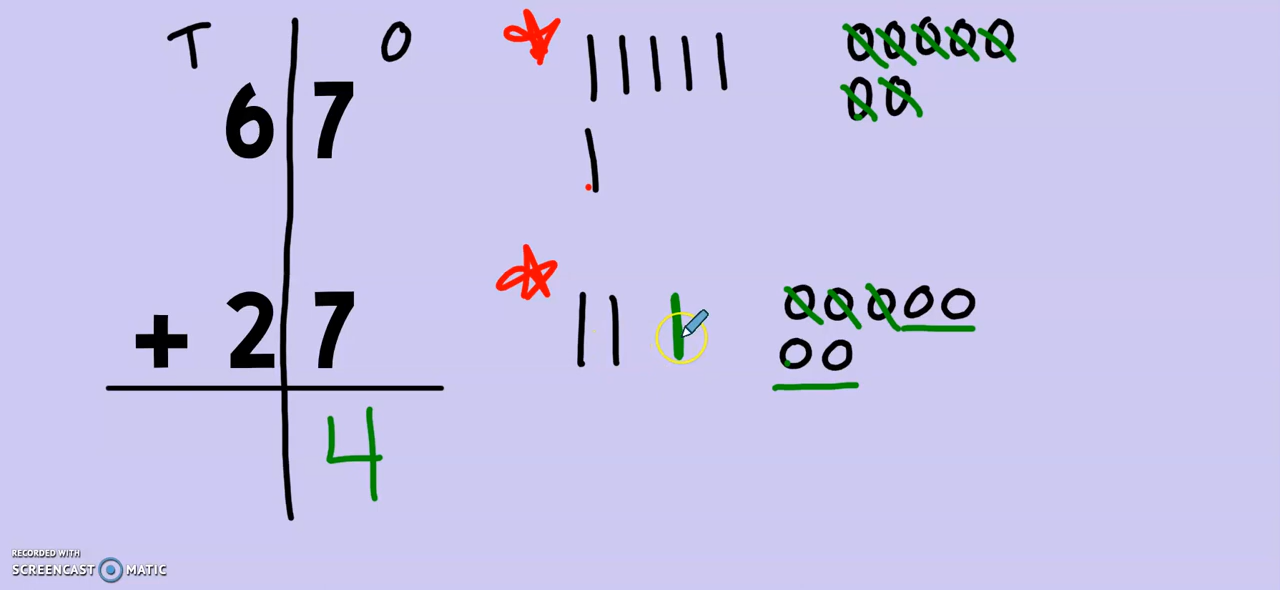 T O
6 7
+ 2 7
4
RECORDED WITH
SCREENCAST MATIC